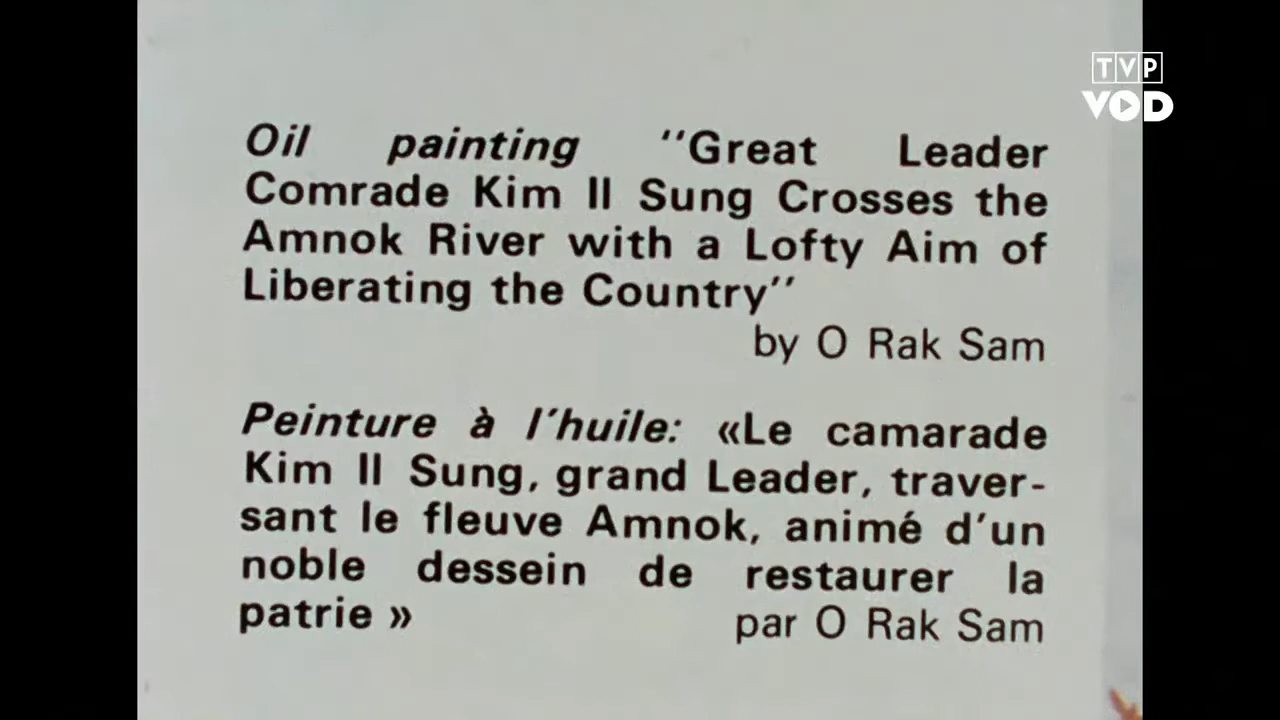 TVP
VOD
Oil painting ''Great Leader
Comrade Kim Il Sung Crosses the
Amnok River with a Lofty Aim of
Liberating the Country''
by O Rak Sam
Peinture à l'huile: «Le camarade
Kim Il Sung, grand Leader, traver-
sant le fleuve Amnok, animé d'un
noble dessein de restaurer la
patrie»
par O Rak Sam